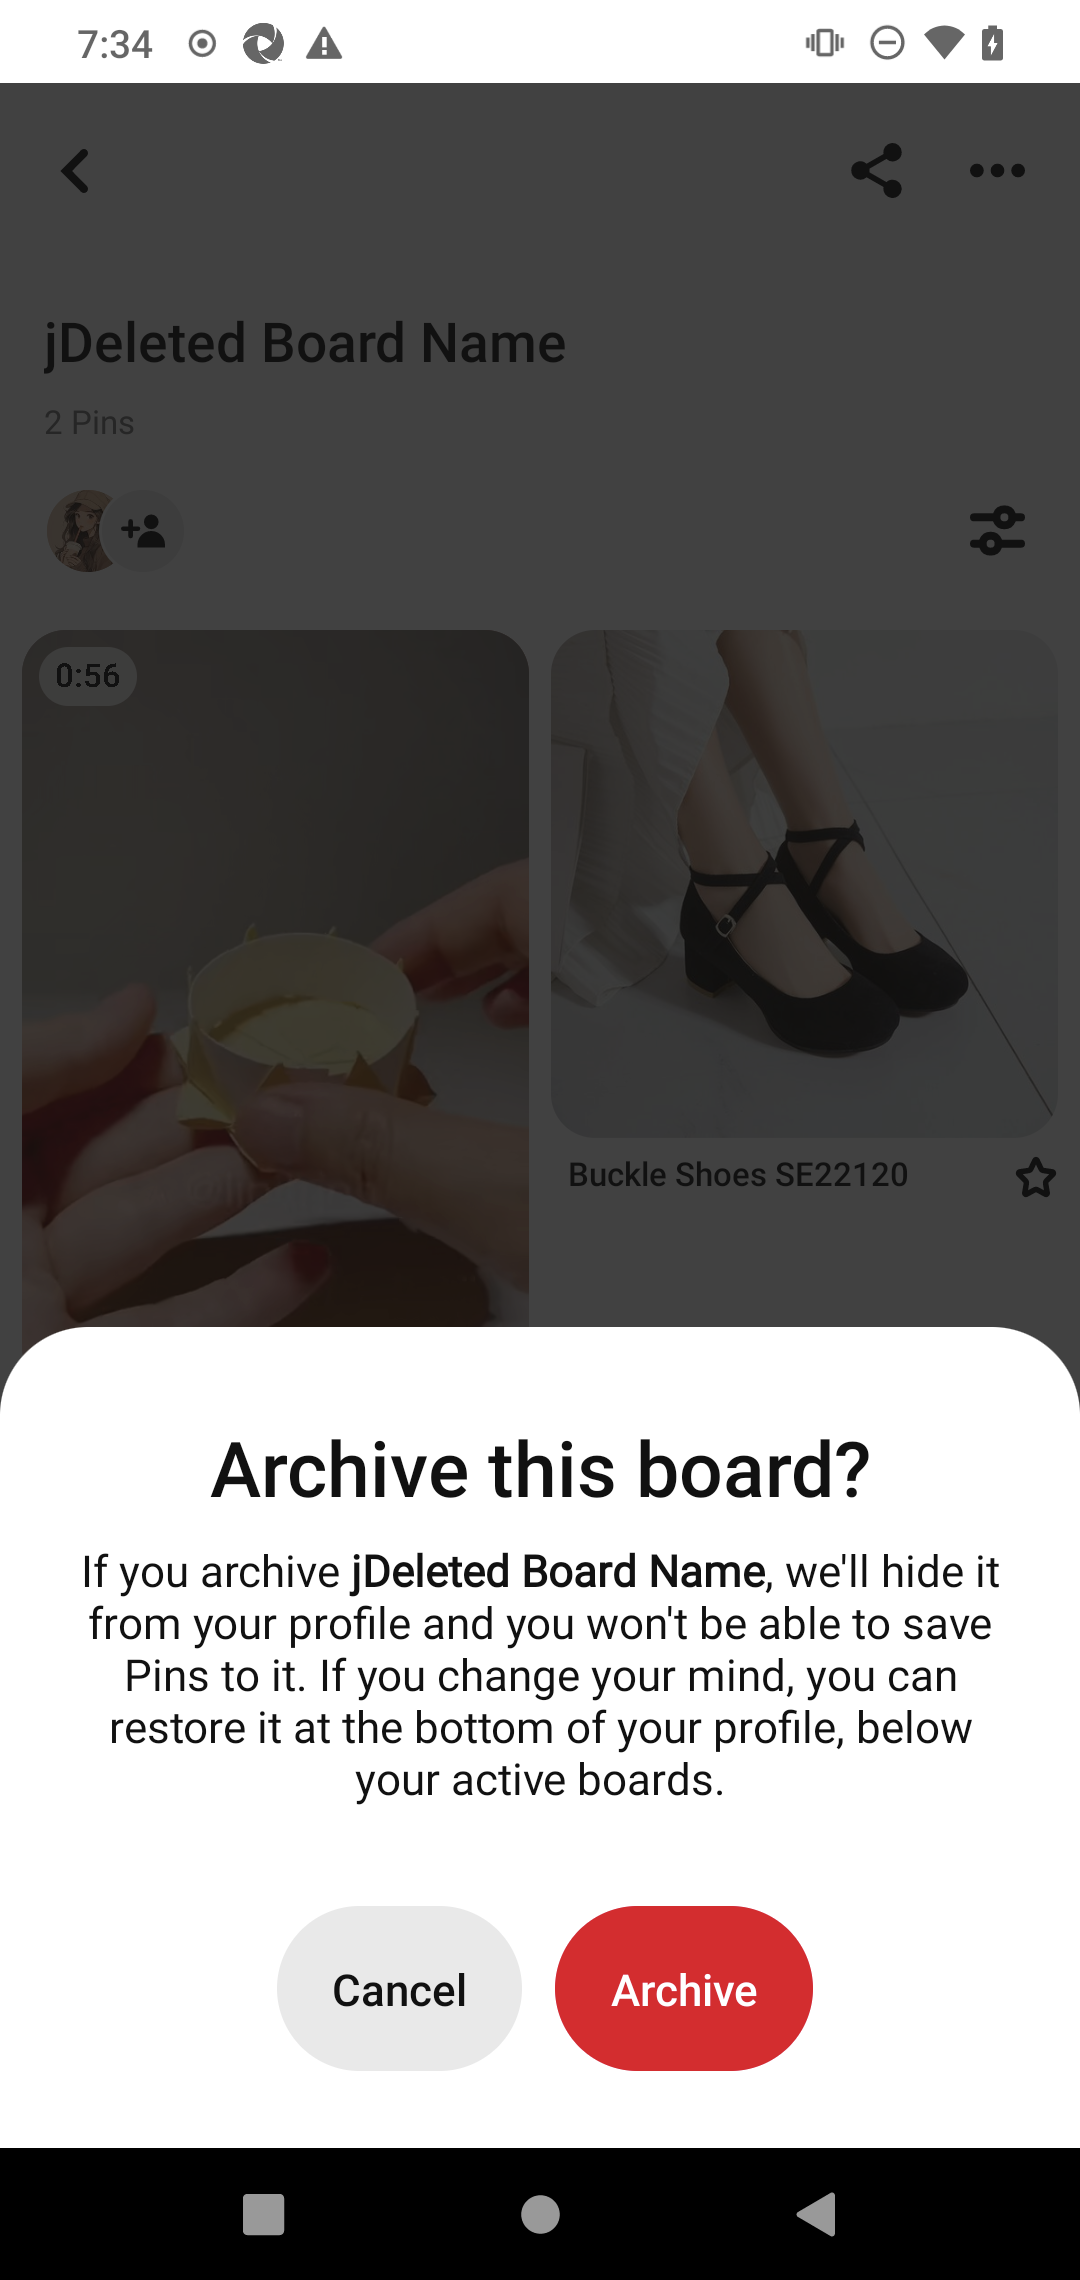 7:34
jDeleted Board Name
2 Pins
0:56
Buckle Shoes SE22120
Archive this board?
If you archive jDeleted Board Name, we'll hide it
from your profile and you won't be able to save
Pins to it. If you change your mind, you can
restore it at the bottom of your profile, below
your active boards.
Cancel
Archive